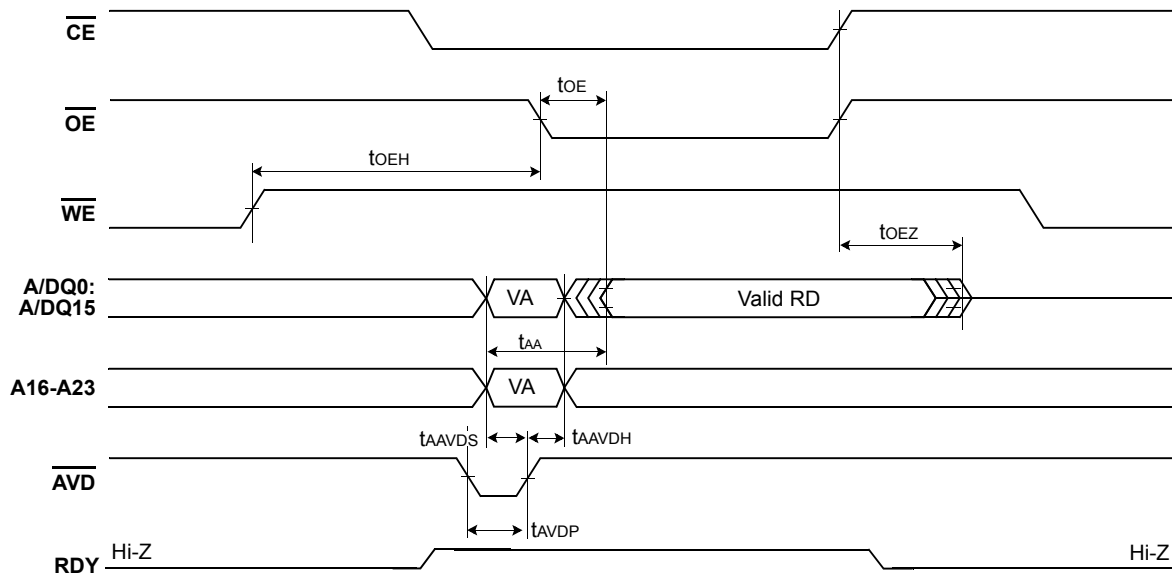 CE
tOE
OE
tOEH
WE
tOEZ
A/DQ0:
A/DQ15
VA
Valid RD
tAA
A16-A23
VA
tAAVDS
tAAVDH
AVD
tAVDP
Hi-Z
RDY
Hi-Z